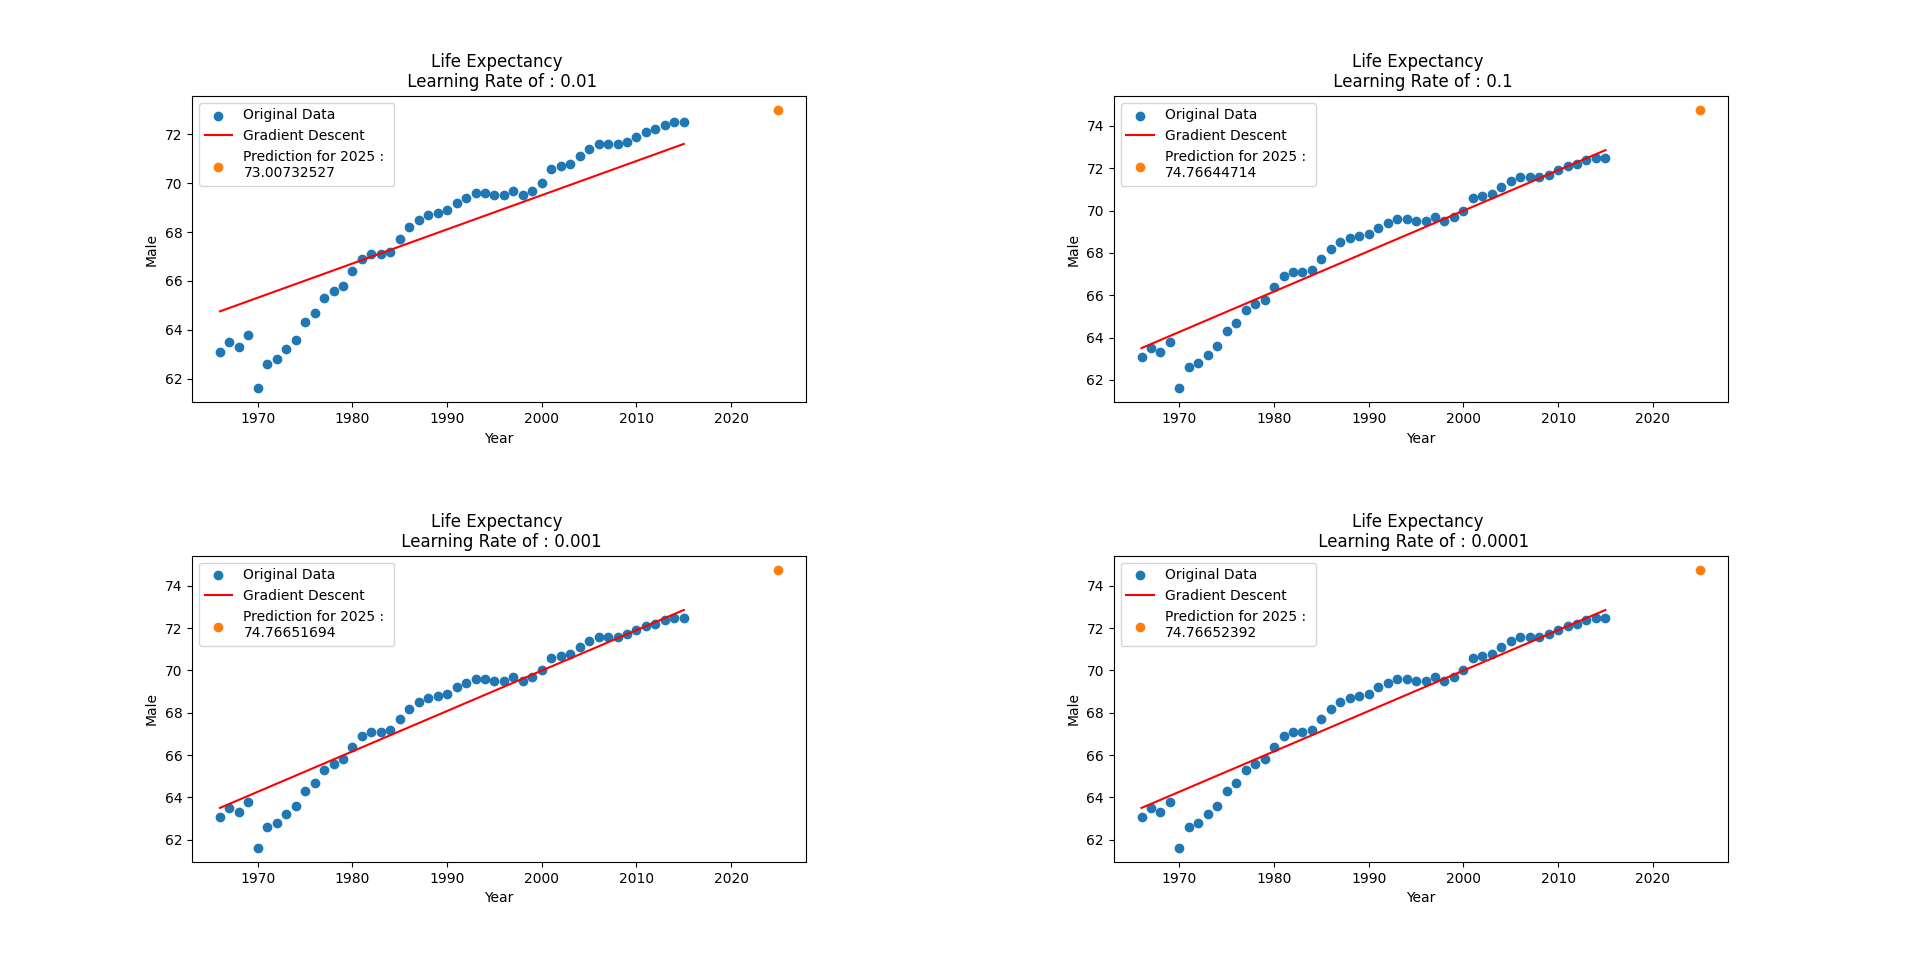 Life Expectancy
Learning Rate of : 0.01
Original Data
Gradient Descent
Prediction for 2025 :
73.00732527
72
70
68
66
64
62
Male
1970 1980 1990 2000 2010 2020
Year
Life Expectancy
Learning Rate of : 0.1
Original Data
Gradient Descent
Prediction for 2025 :
74.76644714
74
72
70
68
66
64
62
Male
1970 1980 1990 2000 2010 2020
Year
Life Expectancy
Learning Rate of : 0.001
Original Data
Gradient Descent
Prediction for 2025 :
74.76651694
74
72
70
68
66
64
62
Male
1970 1980 1990 2000 2010 2020
Year
Life Expectancy
Learning Rate of : 0.0001
Original Data
Gradient Descent
Prediction for 2025 :
74.76652392
74
72
70
68
66
64
62
Male
1970 1980 1990 2000 2010 2020
Year